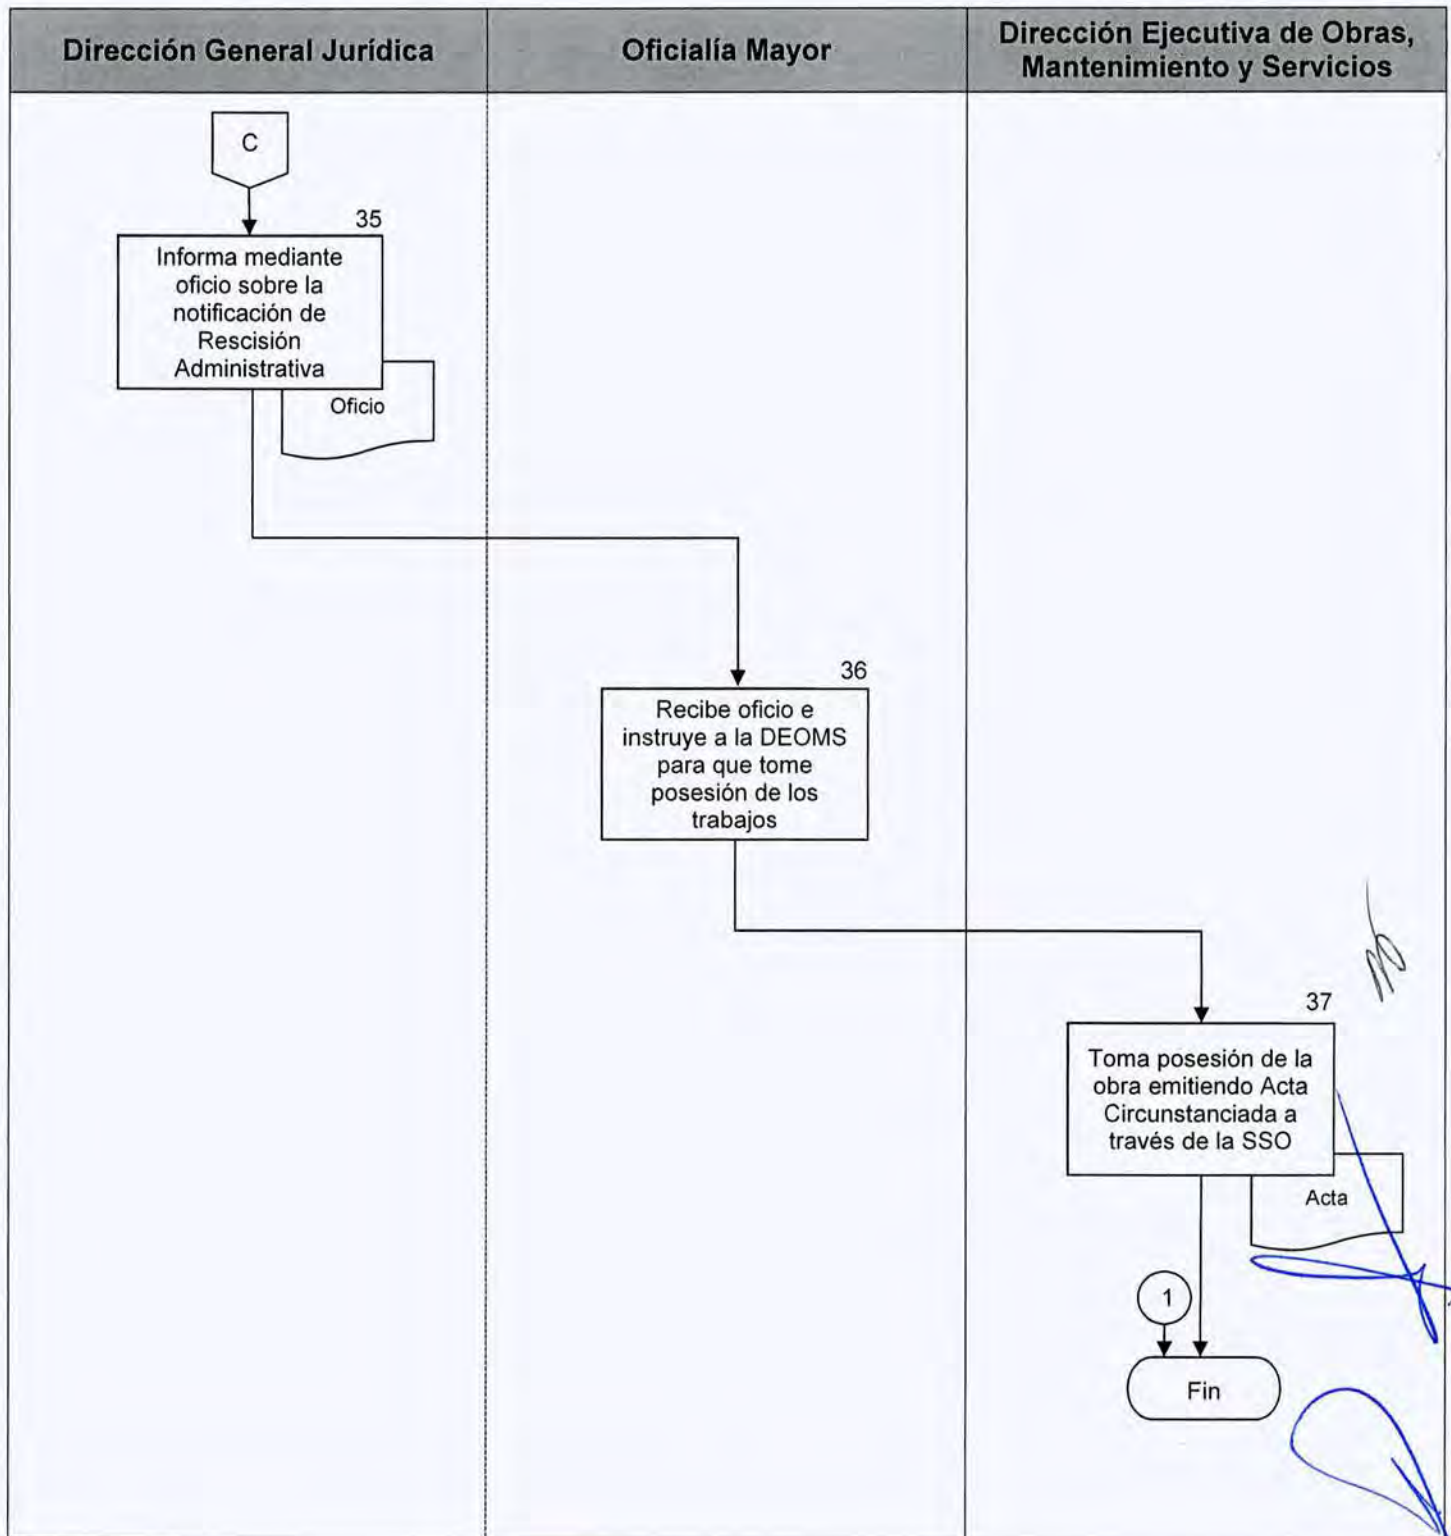 Dirección General Jurídica
Oficialía Mayor
Dirección Ejecutiva de Obras,
Mantenimiento y Servicios
C
35
Informa mediante
oficio sobre la
notificación de
Rescisión
Administrativa
Oficio
36
Recibe oficio e
instruye a la DEOMS
para que tome
posesión de los
trabajos
37
Toma posesión de la
obra emitiendo Acta
Circunstanciada a
través de la SSO
Acta
1
Fin